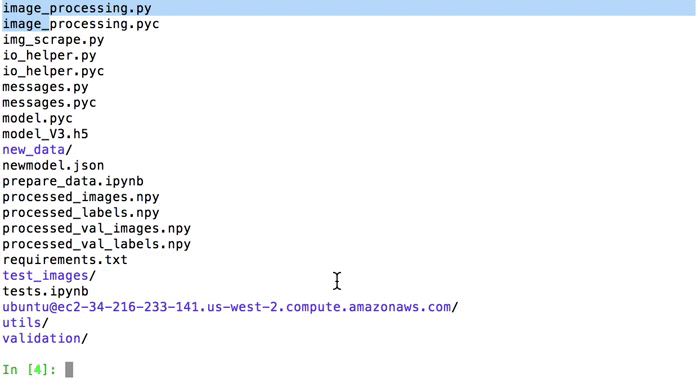 image_processing.py
image_processing.pyc
img_scrape.py
io_helper.py
io_helper.pyc
messages.py
messages.pyc
model.pyc
model_V3.h5
new_data/
newmodel.json
prepare_data.ipynb
processed_images.npy
processed_labels.npy
processed_val_images.npy
processed_val_labels.npy
requirements.txt
test_images/
tests.ipynb
ubuntu@ec2-34-216-233-141.us-west-2.compute.amazonaws.com/
utils/
validation/
In [4]: